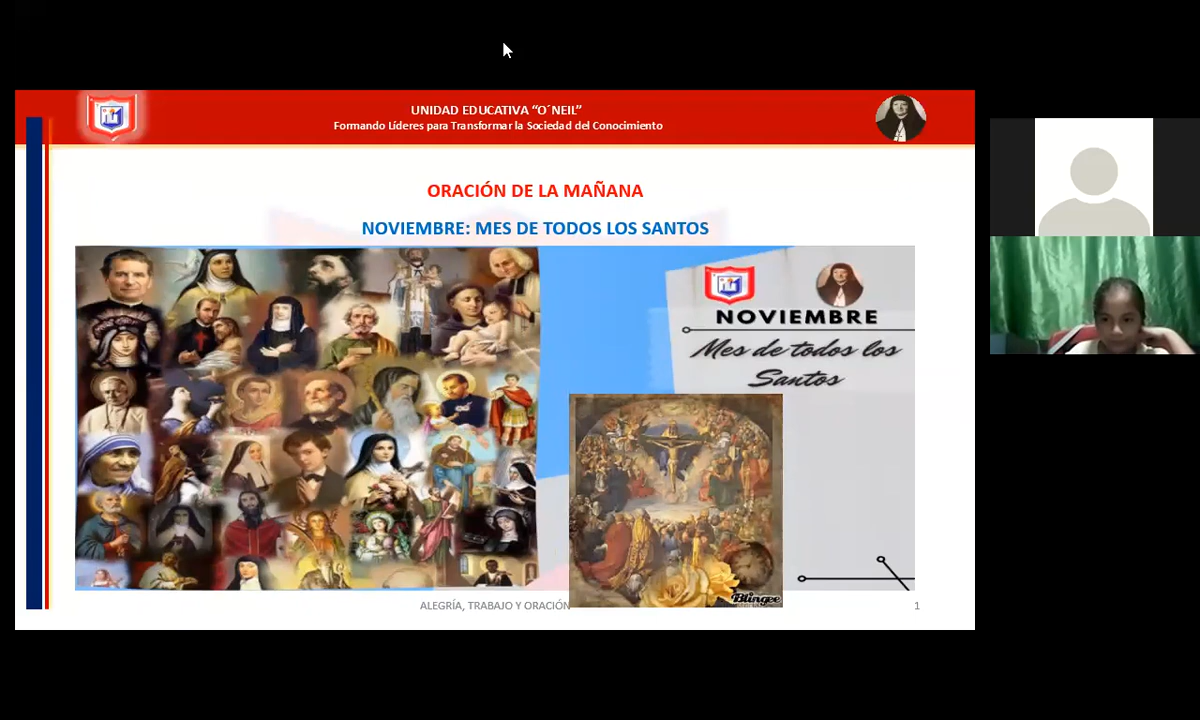 UNIDAD EDUCATIVA “O´NEIL”
Formando Líderes para Transformar la Sociedad del Conocimiento
ORACIÓN DE LA MAÑANA
NOVIEMBRE: MES DE TODOS LOS SANTOS
NOVIEMBRE
Mes de todos los
Santos
Blingee
ALEGRÍA, TRABAJO Y ORACIÓN
1